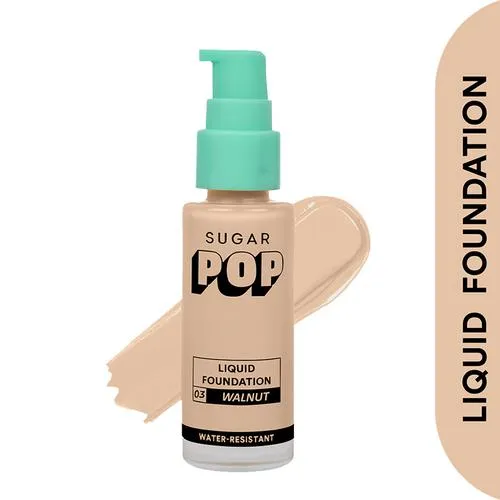 SUGAR
POP
LIQUID
FOUNDATION
03 WALNUT
WATER-RESISTANT
LIQUID FOUNDATION